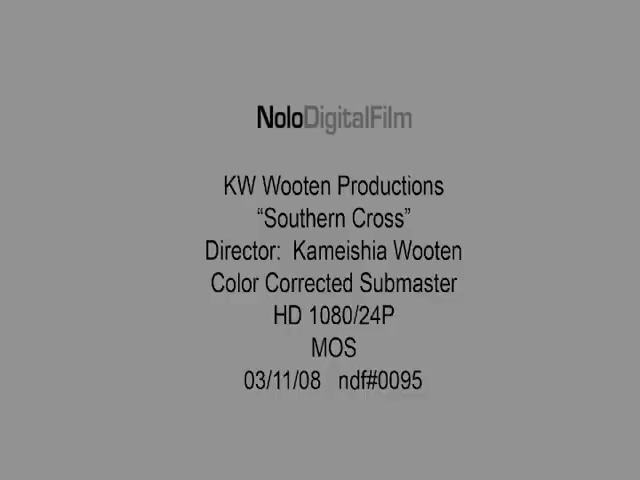 NoloDigitalFilm
KW Wooten Productions
“Southern Cross”
Director:  Kameishia Wooten
Color Corrected Submaster
HD 1080/24P
MOS
03/11/08   ndf#0095